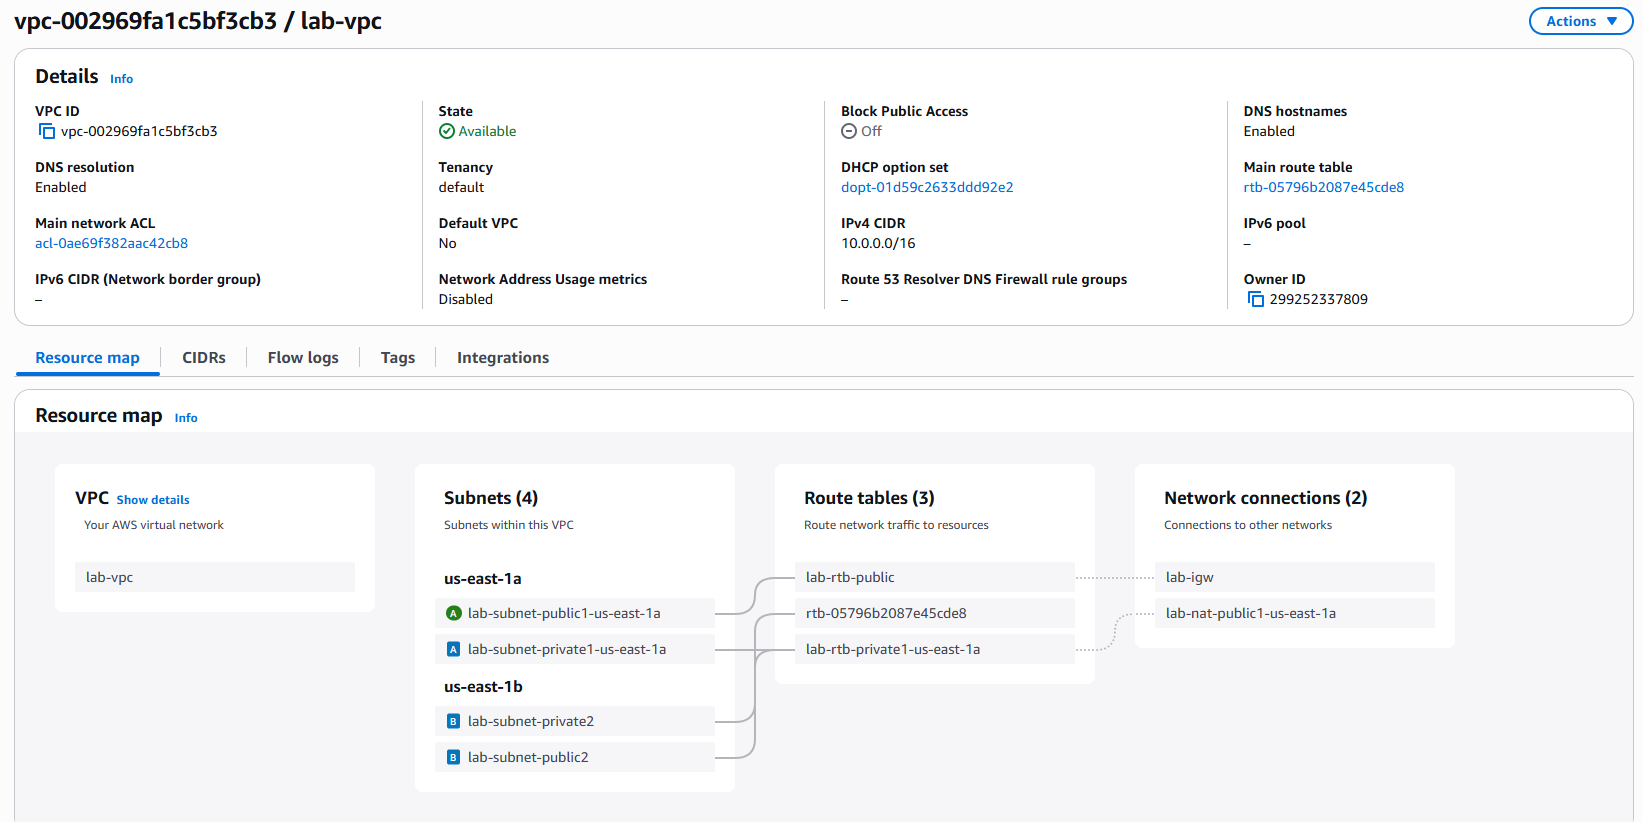 vpc-002969fa1c5bf3cb3 / lab-vpc
Actions
Details Info
VPC ID
vpc-002969fa1c5bf3cb3
State
Available
Block Public Access
Off
DNS hostnames
Enabled
DNS resolution
Enabled
Tenancy
default
DHCP option set
dopt-01d59c2633ddd92e2
Main route table
rtb-05796b2087e45cde8
Main network ACL
acl-0ae69f382aac42cb8
Default VPC
No
IPv4 CIDR
10.0.0.0/16
IPv6 pool
–
IPv6 CIDR (Network border group)
–
Network Address Usage metrics
Disabled
Route 53 Resolver DNS Firewall rule groups
–
Owner ID
299252337809
Resource map
CIDRs
Flow logs
Tags
Integrations
Resource map Info
VPC Show details
Your AWS virtual network
lab-vpc
Subnets (4)
Subnets within this VPC
us-east-1a
A lab-subnet-public1-us-east-1a
A lab-subnet-private1-us-east-1a
us-east-1b
B lab-subnet-private2
B lab-subnet-public2
Route tables (3)
Route network traffic to resources
lab-rtb-public
rtb-05796b2087e45cde8
lab-rtb-private1-us-east-1a
Network connections (2)
Connections to other networks
lab-igw
lab-nat-public1-us-east-1a